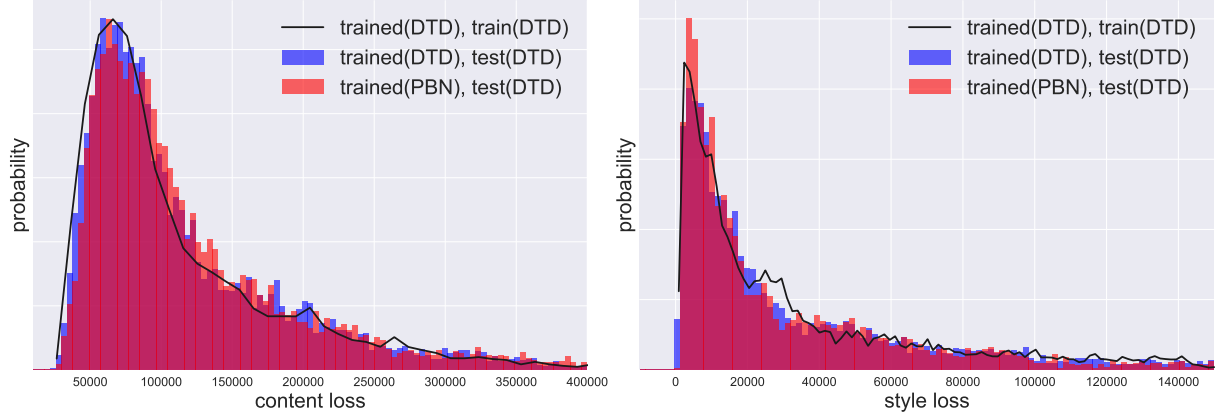 trained(DTD), train(DTD)
trained(DTD), test(DTD)
trained(PBN), test(DTD)
probability
50000 100000 150000 200000 250000 300000 350000 400000
content loss
trained(DTD), train(DTD)
trained(DTD), test(DTD)
trained(PBN), test(DTD)
probability
0 20000 40000 60000 80000 100000 120000 140000
style loss